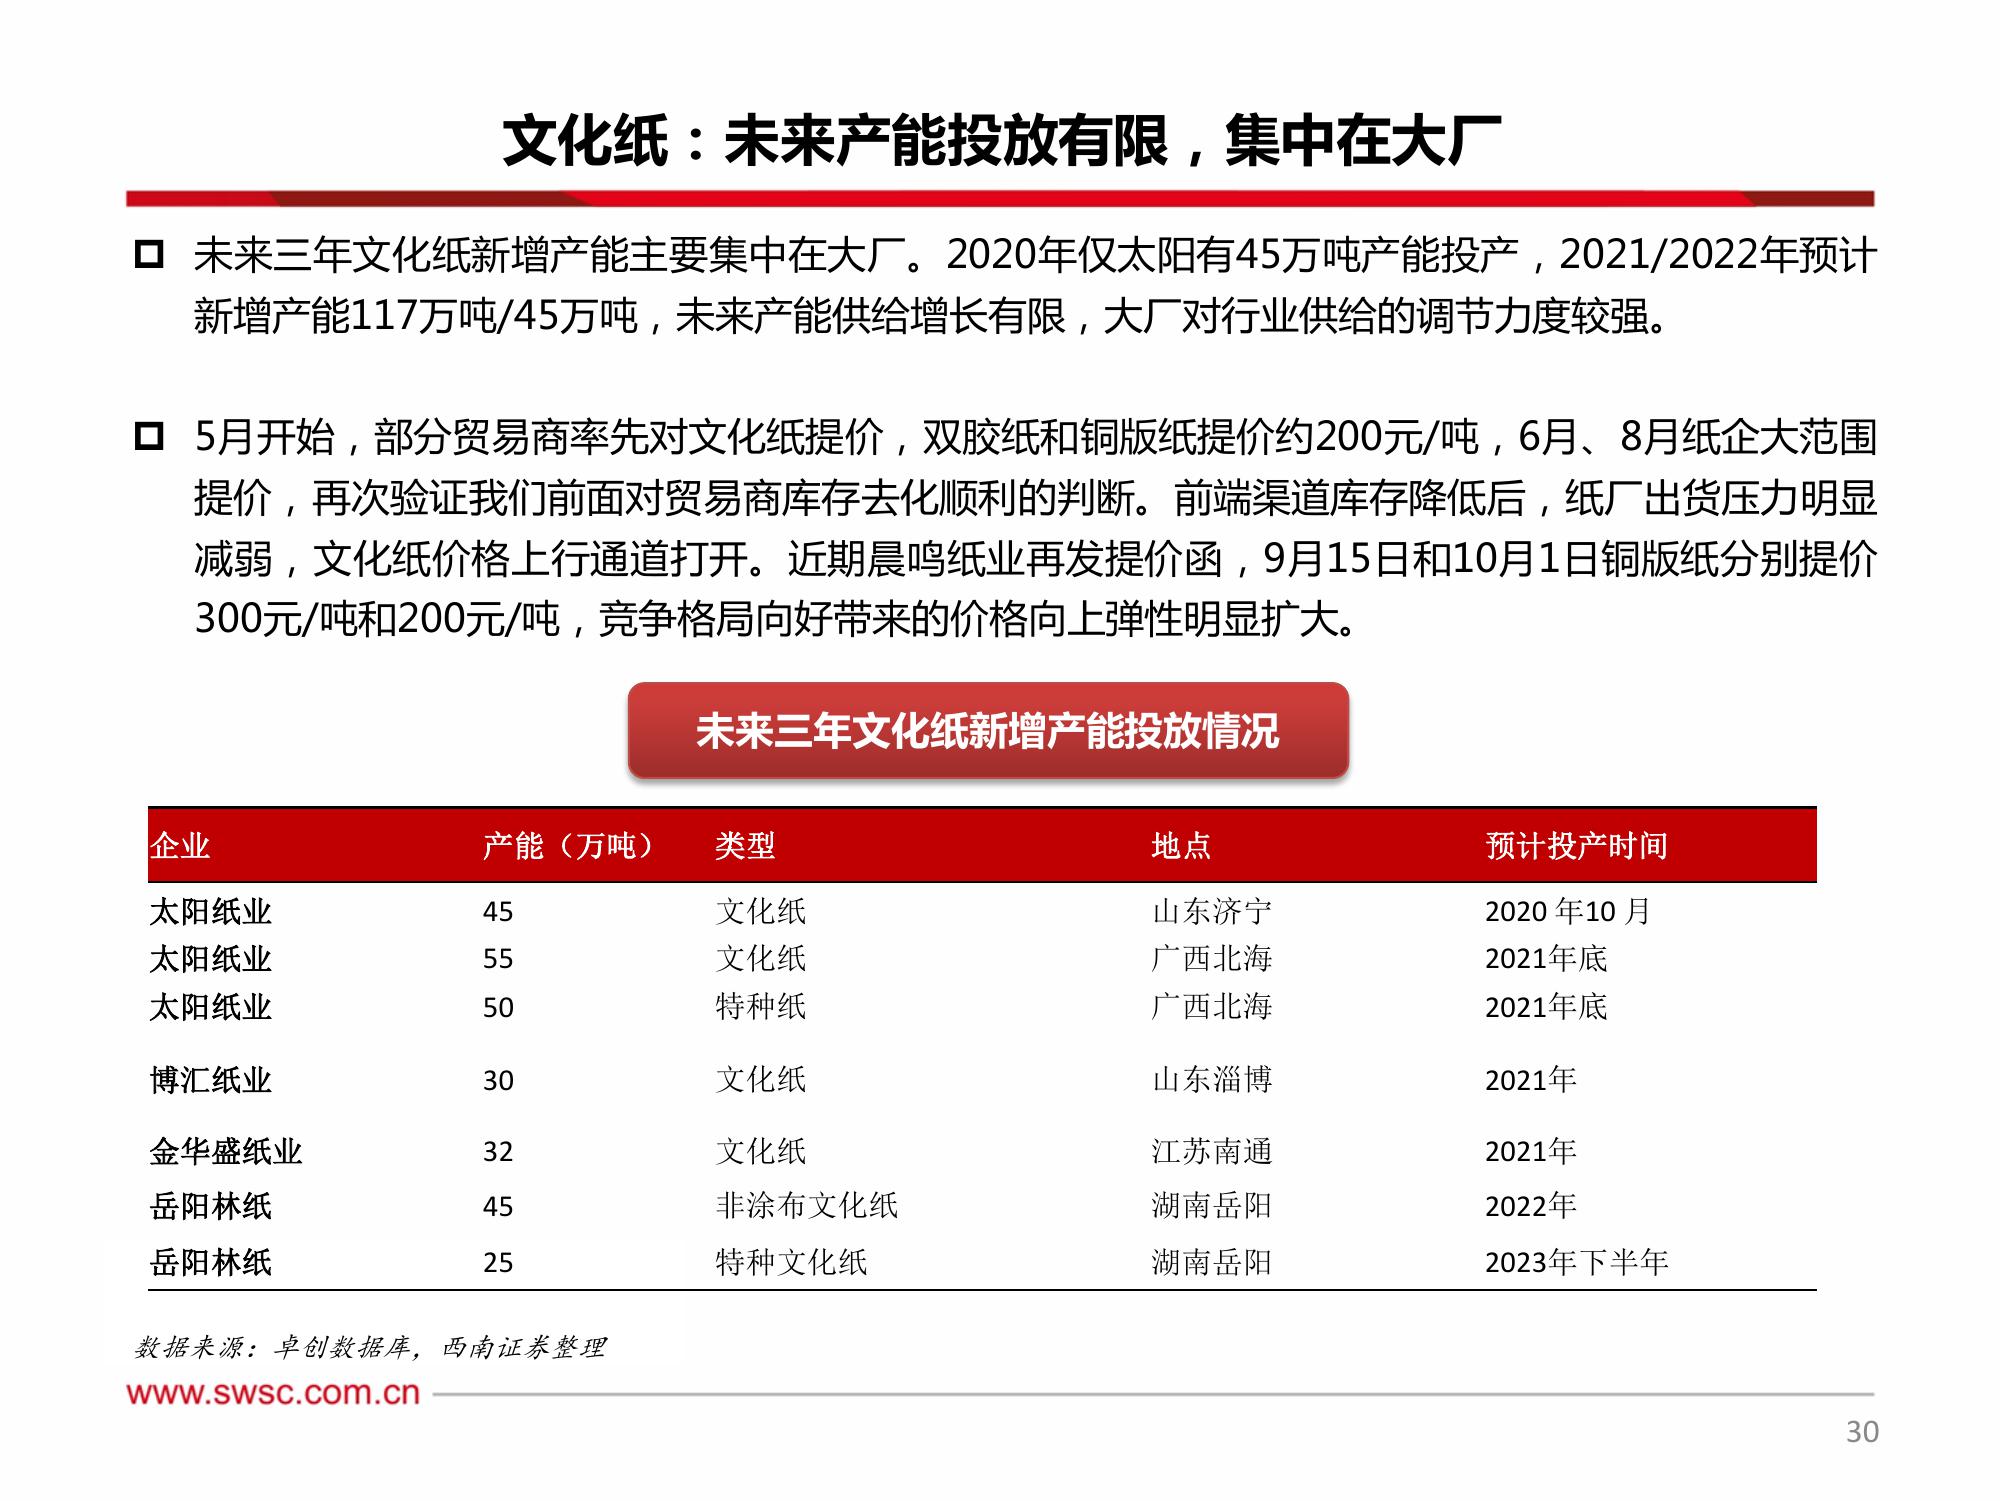 文化纸：未来产能投放有限，集中在大厂
未来三年文化纸新增产能主要集中在大厂。2020年仅太阳有45万吨产能投产，2021/2022年预计
新增产能117万吨/45万吨，未来产能供给增长有限，大厂对行业供给的调节力度较强。
5月开始，部分贸易商率先对文化纸提价，双胶纸和铜版纸提价约200元/吨，6月、8月纸企大范围
提价，再次验证我们前面对贸易商库存去化顺利的判断。前端渠道库存降低后，纸厂出货压力明显
减弱，文化纸价格上行通道打开。近期晨鸣纸业再发提价函，9月15日和10月1日铜版纸分别提价
300元/吨和200元/吨，竞争格局向好带来的价格向上弹性明显扩大。
未来三年文化纸新增产能投放情况
企业 产能（万吨） 类型 地点 预计投产时间
太阳纸业 45 文化纸 山东济宁 2020 年10 月
太阳纸业 55 文化纸 广西北海 2021年底
太阳纸业 50 特种纸 广西北海 2021年底
博汇纸业 30 文化纸 山东淄博 2021年
金华盛纸业 32 文化纸 江苏南通 2021年
岳阳林纸 45 非涂布文化纸 湖南岳阳 2022年
岳阳林纸 25 特种文化纸 湖南岳阳 2023年下半年
数据来源：卓创数据库，西南证券整理
www.swsc.com.cn
30